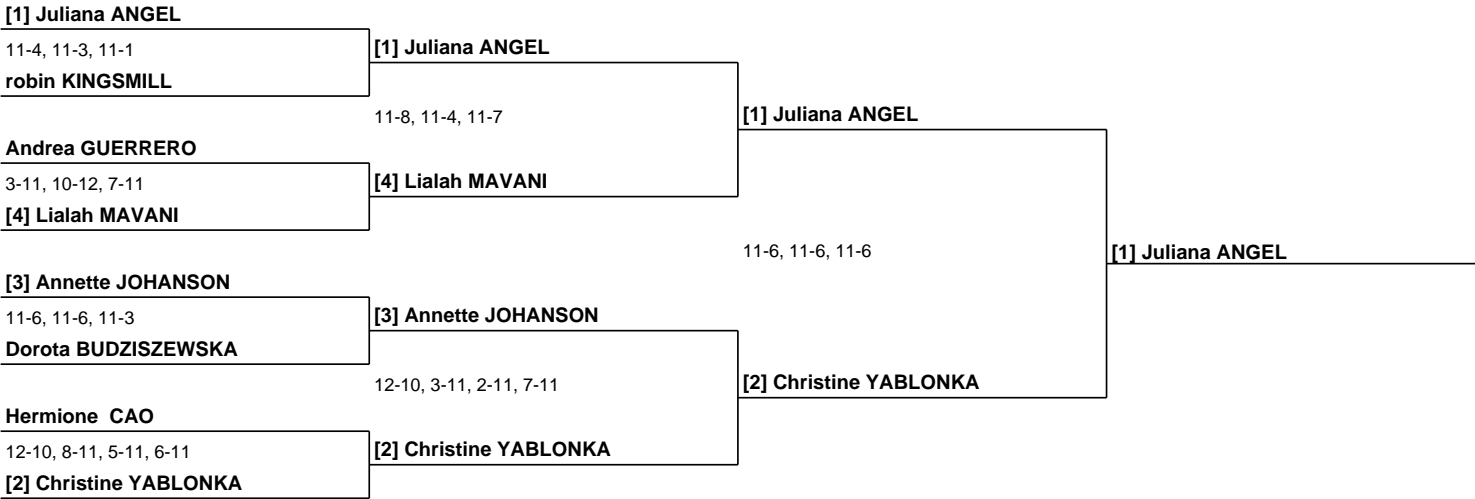 [1] Juliana ANGEL
11-4, 11-3, 11-1
robin KINGSMILL
Andrea GUERRERO
3-11, 10-12, 7-11
[4] Lialah MAVANI
[3] Annette JOHANSON
11-6, 11-6, 11-3
Dorota BUDZISZEWSKA
Hermione  CAO
12-10, 8-11, 5-11, 6-11
[2] Christine YABLONKA
[1] Juliana ANGEL
11-8, 11-4, 11-7
[4] Lialah MAVANI
[3] Annette JOHANSON
12-10, 3-11, 2-11, 7-11
[2] Christine YABLONKA
[1] Juliana ANGEL
11-6, 11-6, 11-6
[2] Christine YABLONKA
[1] Juliana ANGEL